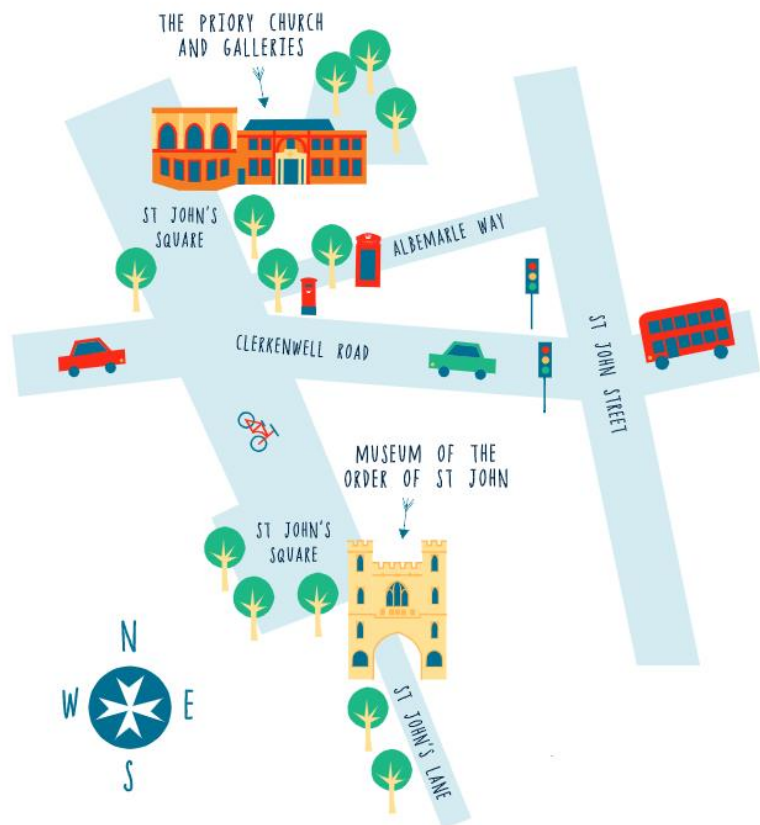 THE PRIORY CHURCH
AND GALLERIES
ST JOHN'S
SQUARE
ALBEMARLE WAY
CLERKENWELL ROAD
ST JOHN STREET
MUSEUM OF THE
ORDER OF ST JOHN
ST JOHN'S
SQUARE
N
W
E
S
ST JOHN'S LANE